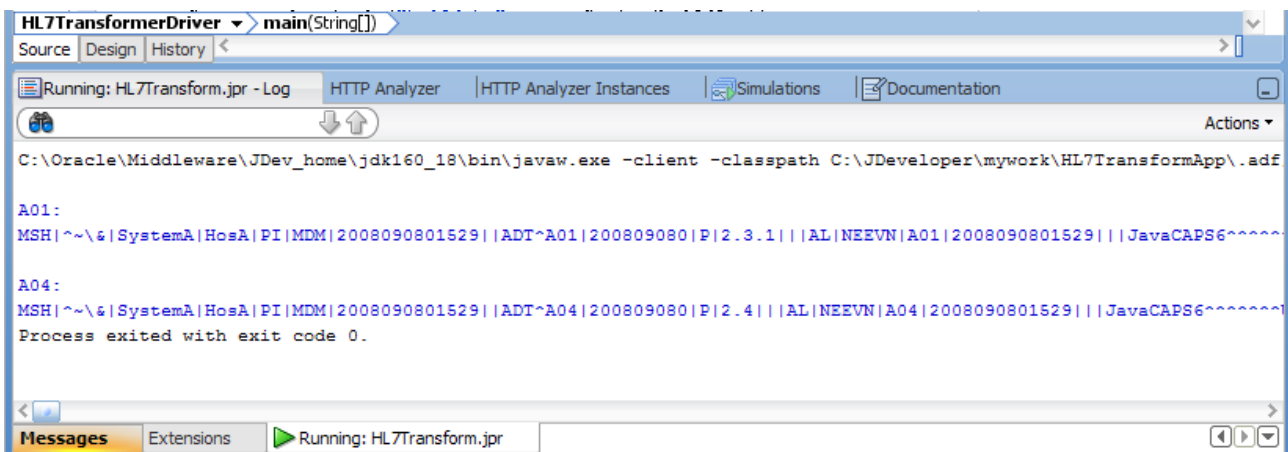 HL7TransformerDriver main(String[])
Source Design History
Running: HL7Transform.jpr - Log HTTP Analyzer HTTP Analyzer Instances Simulations Documentation
Actions
C:\Oracle\Middleware\JDev_home\jdk160_18\bin\javaw.exe -client -classpath C:\JDeveloper\mywork\HL7TransformApp\.adf
A01:
MSH|^~\&|SystemA|HosA|PI|MDM|2008090801529||ADT^A01|200809080|P|2.3.1|||AL|NEEVN|A01|2008090801529|||JavaCAPS6^^^^^^
A04:
MSH|^~\&|SystemA|HosA|PI|MDM|2008090801529||ADT^A04|200809080|P|2.4|||AL|NEEVN|A04|2008090801529|||JavaCAPS6^^^^^^^
Process exited with exit code 0.
Messages Extensions Running: HL7Transform.jpr